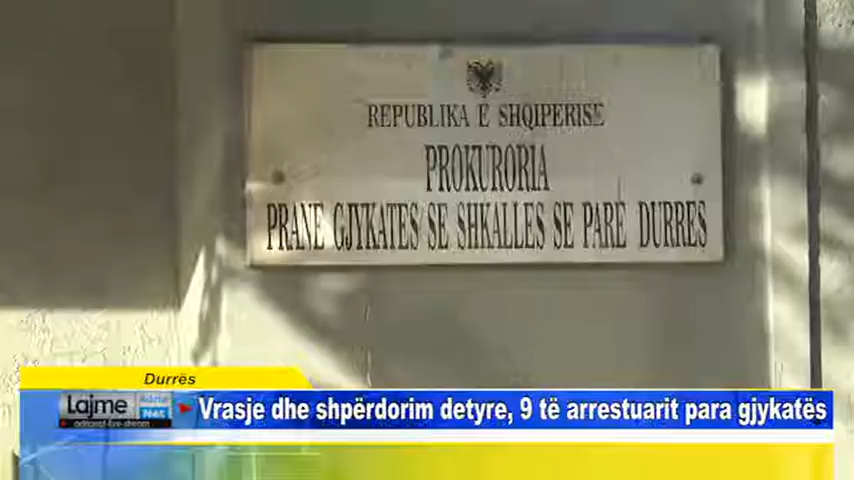 REPUBLIKA E SHQIPERISE
PROKURORIA
PRANE GJYKATES SE SHKALLES SE PARE DURRES
Durrës
Lajme
Vrasje dhe shpërdorim detyre, 9 të arrestuarit para gjykatës